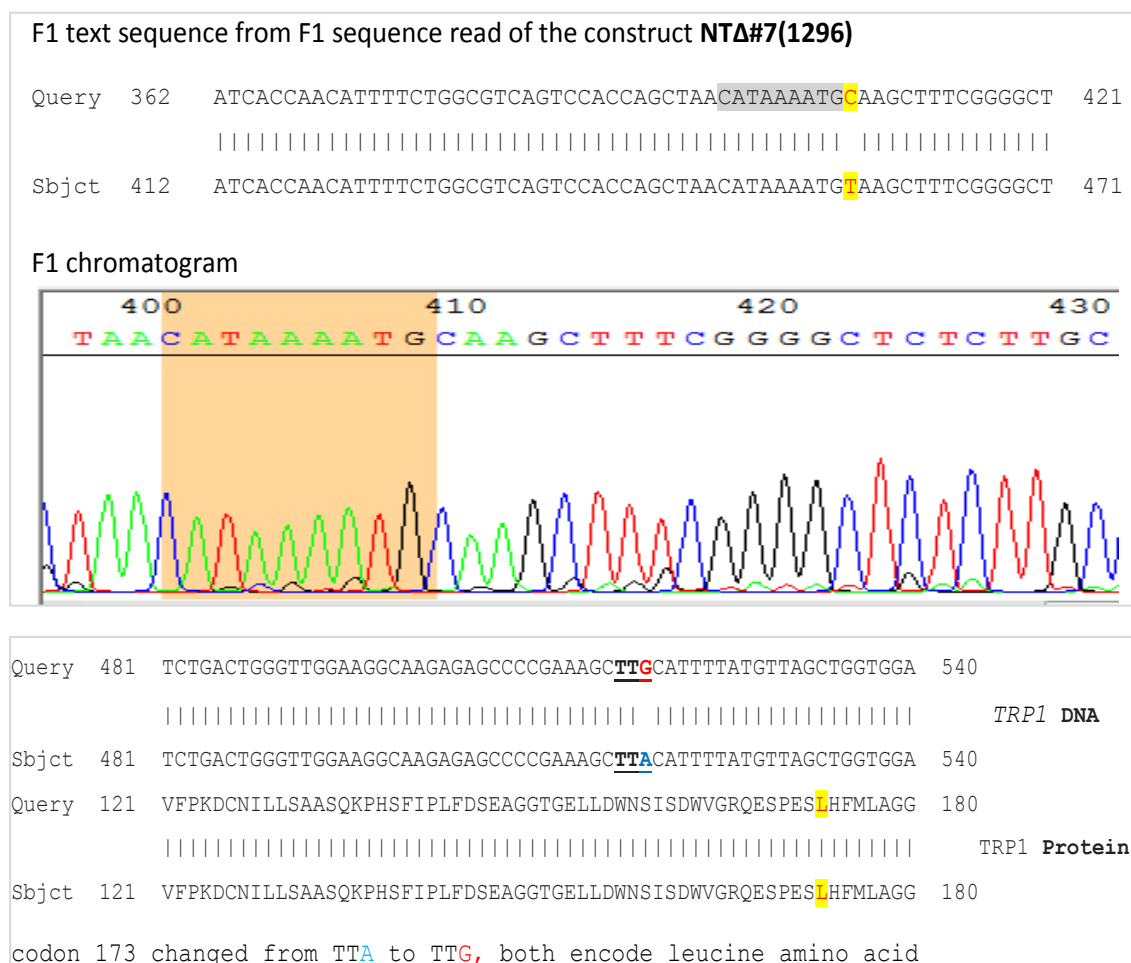 F1 text sequence from F1 sequence read of the construct NTΔ#7(1296)
Query 362 ATCACCAACATTTTCTGGCGTCAGTCCACCAGCTAACATAAAATGCAAGCTTTCGGGGCT 421
||||||||||||||||||||||||||||||||||||||||||||| ||||||||||||||
Sbjct 412 ATCACCAACATTTTCTGGCGTCAGTCCACCAGCTAACATAAAATGTAAGCTTTCGGGGCT 471
F1 chromatogram
400 410 420 430
T A A C A T A A A A T G C A A G C T T T C G G G G C T C T C T T G C
Query 481 TCTGACTGGGTTGGAAGGCAAGAGAGCCCCGAAAGCTTGCATTTTATGTTAGCTGGTGGA 540
|||||||||||||||||||||||||||||||||||||| ||||||||||||||||||||| TRP1 DNA
Sbjct 481 TCTGACTGGGTTGGAAGGCAAGAGAGCCCCGAAAGCTTACATTTTATGTTAGCTGGTGGA 540
Query 121 VFPKDCNILLSAASQKPHSFIPLFDSEAGGTGELLDWNSISDWVGRQESPESLHFMLAGG 180
|||||||||||||||||||||||||||||||||||||||||||||||||||||||||||| TRP1 Protein
Sbjct 121 VFPKDCNILLSAASQKPHSFIPLFDSEAGGTGELLDWNSISDWVGRQESPESLHFMLAGG 180
codon 173 changed from TTA to TTG, both encode leucine amino acid